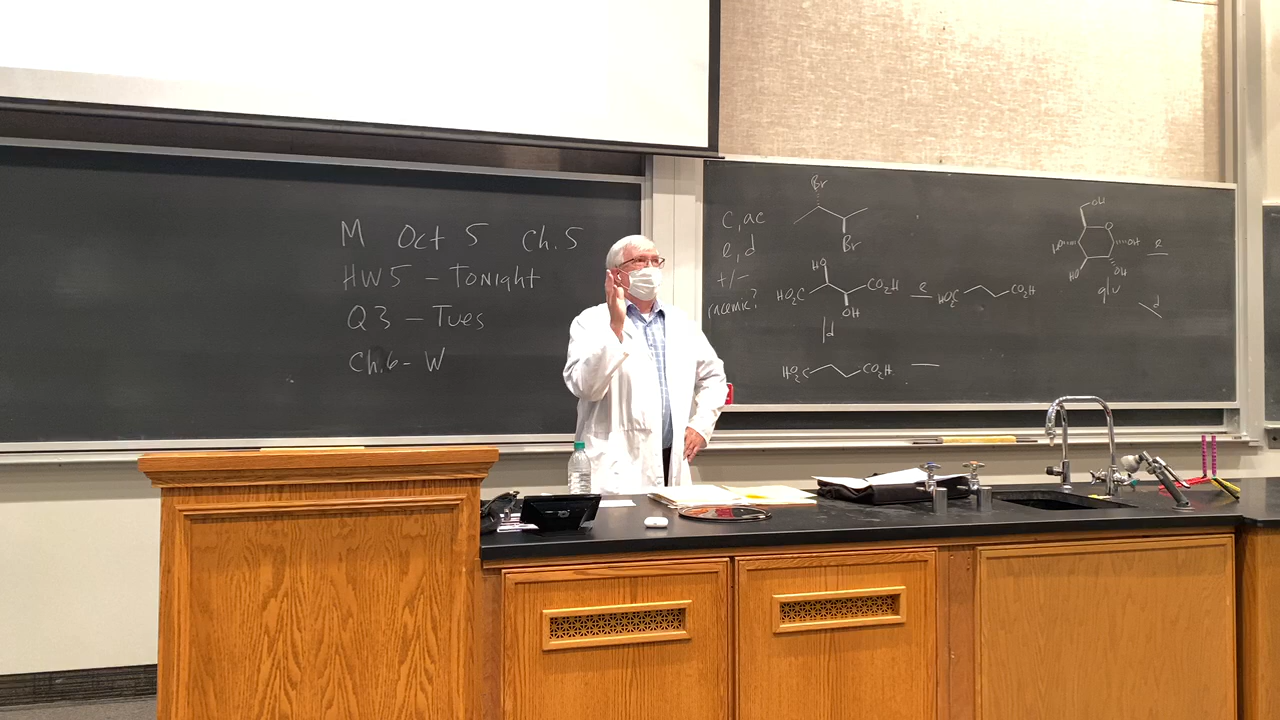 M Oct 5 Ch.5
HW5 - Tonight
Q3 - Tues
Ch.6 - W
c, ac
e, d
+/-
racemic?
Br
Br
HO
HO₂C CO₂H e HO₂C CO₂H
OH
d
HO₂C CO₂H
OH
O
HO OH e
HO OH
glu
d